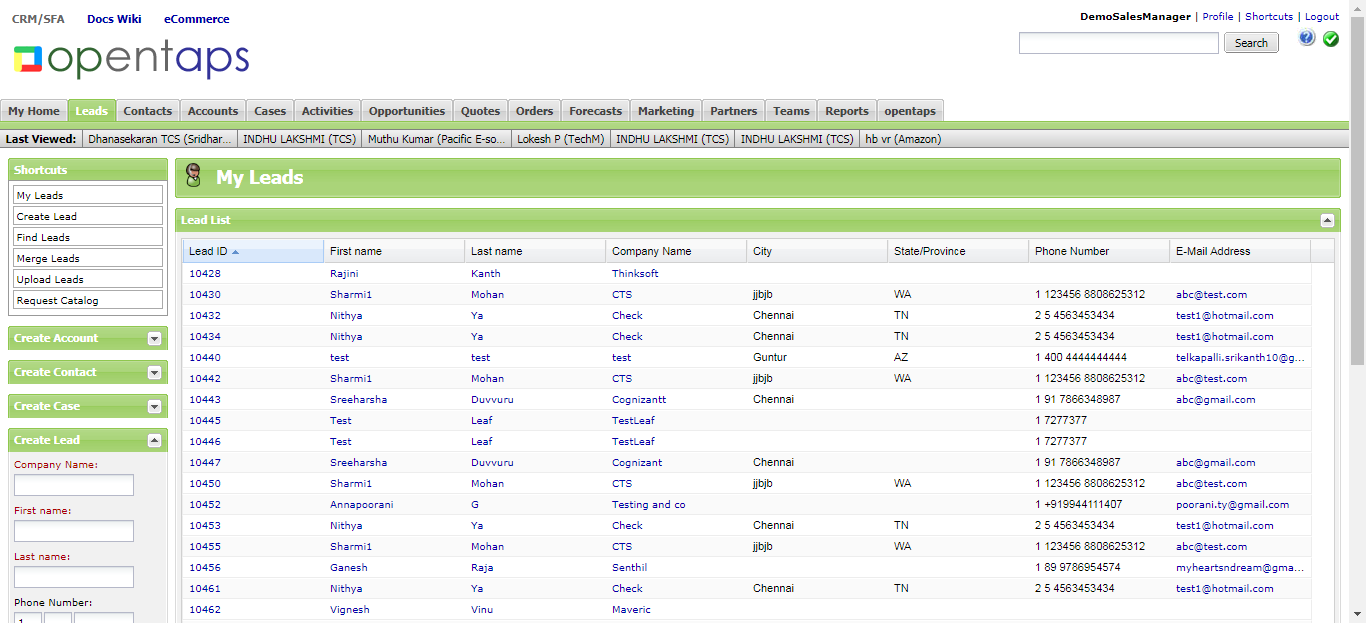 CRM/SFA Docs Wiki eCommerce
DemoSalesManager | Profile | Shortcuts | Logout
opentaps
Search
My Home Leads Contacts Accounts Cases Activities Opportunities Quotes Orders Forecasts Marketing Partners Teams Reports opentaps
Last Viewed: Dhanasekaran TCS (Sridhar... INDHU LAKSHMI (TCS) Muthu Kumar (Pacific E-so... Lokesh P (TechM) INDHU LAKSHMI (TCS) INDHU LAKSHMI (TCS) hb vr (Amazon)
Shortcuts
My Leads
Create Lead
Find Leads
Merge Leads
Upload Leads
Request Catalog
Create Account
Create Contact
Create Case
Create Lead
Company Name:
First name:
Last name:
Phone Number:
1
My Leads
Lead List
Lead ID First name Last name Company Name City State/Province Phone Number E-Mail Address
10428 Rajini Kanth Thinksoft
10430 Sharmi1 Mohan CTS jjbjb WA 1 123456 8808625312 abc@test.com
10432 Nithya Ya Check Chennai TN 2 5 4563453434 test1@hotmail.com
10434 Nithya Ya Check Chennai TN 2 5 4563453434 test1@hotmail.com
10440 test test test Guntur AZ 1 400 4444444444 telkapalli.srikanth10@g...
10442 Sharmi1 Mohan CTS jjbjb WA 1 123456 8808625312 abc@test.com
10443 Sreeharsha Duvvuru Cognizantt Chennai 1 91 7866348987 abc@gmail.com
10445 Test Leaf TestLeaf 1 7277377
10446 Test Leaf TestLeaf 1 7277377
10447 Sreeharsha Duvvuru Cognizant Chennai 1 91 7866348987 abc@gmail.com
10450 Sharmi1 Mohan CTS jjbjb WA 1 123456 8808625312 abc@test.com
10452 Annapoorani G Testing and co 1 +919944111407 poorani.ty@gmail.com
10453 Nithya Ya Check Chennai TN 2 5 4563453434 test1@hotmail.com
10455 Sharmi1 Mohan CTS jjbjb WA 1 123456 8808625312 abc@test.com
10456 Ganesh Raja Senthil 1 89 9786954574 myheartsndream@gma...
10461 Nithya Ya Check Chennai TN 2 5 4563453434 test1@hotmail.com
10462 Vignesh Vinu Maveric